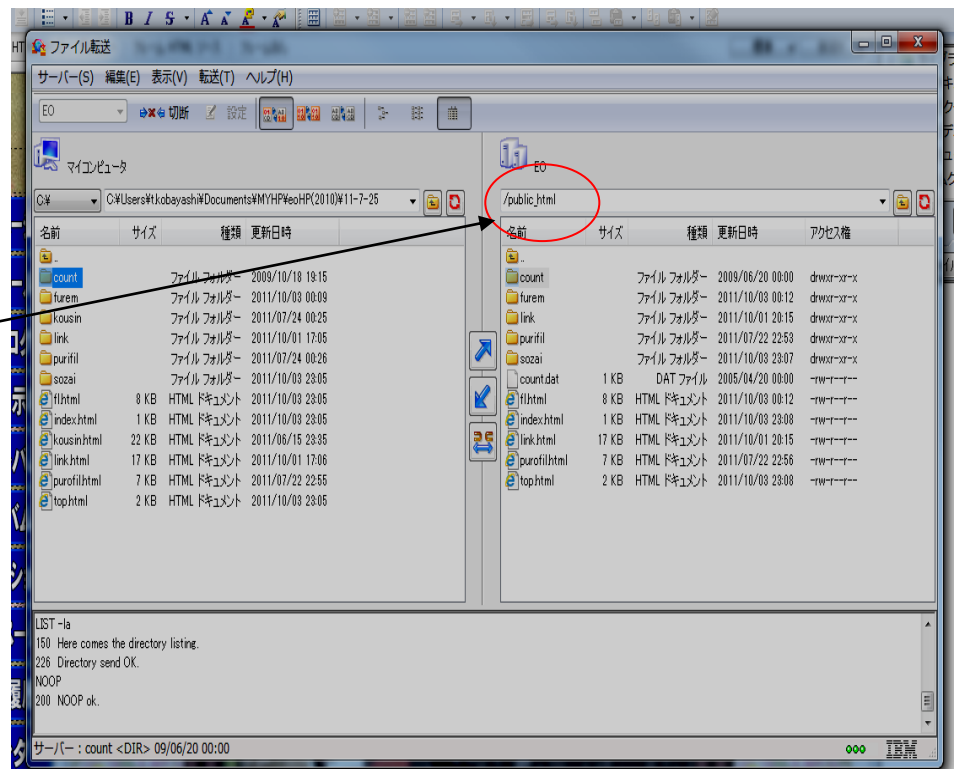 B I S A A A
HT
ファイル転送
サーバー(S) 編集(E) 表示(V) 転送(T) ヘルプ(H)
EO 切断 設定
マイコンピュータ EO
C:¥ C:¥Users¥t.kobayashi¥Documents¥MYHP¥eoHP(2010)¥11-7-25 /public_html
名前 サイズ 種類 更新日時 名前 サイズ 種類 更新日時 アクセス権
.. ..
count ファイル フォルダー 2009/10/18 19:15 count ファイル フォルダー 2009/06/20 00:00 drwxr-xr-x
furem ファイル フォルダー 2011/10/03 00:09 furem ファイル フォルダー 2011/10/03 00:12 drwxr-xr-x
kousin ファイル フォルダー 2011/07/24 00:25 link ファイル フォルダー 2011/10/01 20:15 drwxr-xr-x
link ファイル フォルダー 2011/10/01 17:05 purifil ファイル フォルダー 2011/07/22 22:53 drwxr-xr-x
purifil ファイル フォルダー 2011/07/24 00:26 sozai ファイル フォルダー 2011/10/03 23:07 drwxr-xr-x
sozai ファイル フォルダー 2011/10/03 23:05 count.dat 1 KB DAT ファイル 2005/04/20 00:00 -rw-r--r--
fl.html 8 KB HTML ドキュメント 2011/10/03 23:05 fl.html 8 KB HTML ドキュメント 2011/10/03 00:12 -rw-r--r--
index.html 1 KB HTML ドキュメント 2011/10/03 23:05 index.html 1 KB HTML ドキュメント 2011/10/03 23:08 -rw-r--r--
kousin.html 22 KB HTML ドキュメント 2011/06/15 23:35 link.html 17 KB HTML ドキュメント 2011/10/01 20:15 -rw-r--r--
link.html 17 KB HTML ドキュメント 2011/10/01 17:06 purofil.html 7 KB HTML ドキュメント 2011/07/22 22:56 -rw-r--r--
purofil.html 7 KB HTML ドキュメント 2011/07/22 22:55 top.html 2 KB HTML ドキュメント 2011/10/03 23:08 -rw-r--r--
top.html 2 KB HTML ドキュメント 2011/10/03 23:05
LIST -la
150 Here comes the directory listing.
226 Directory send OK.
NOOP
200 NOOP ok.
サーバー : count <DIR> 09/06/20 00:00 IBM